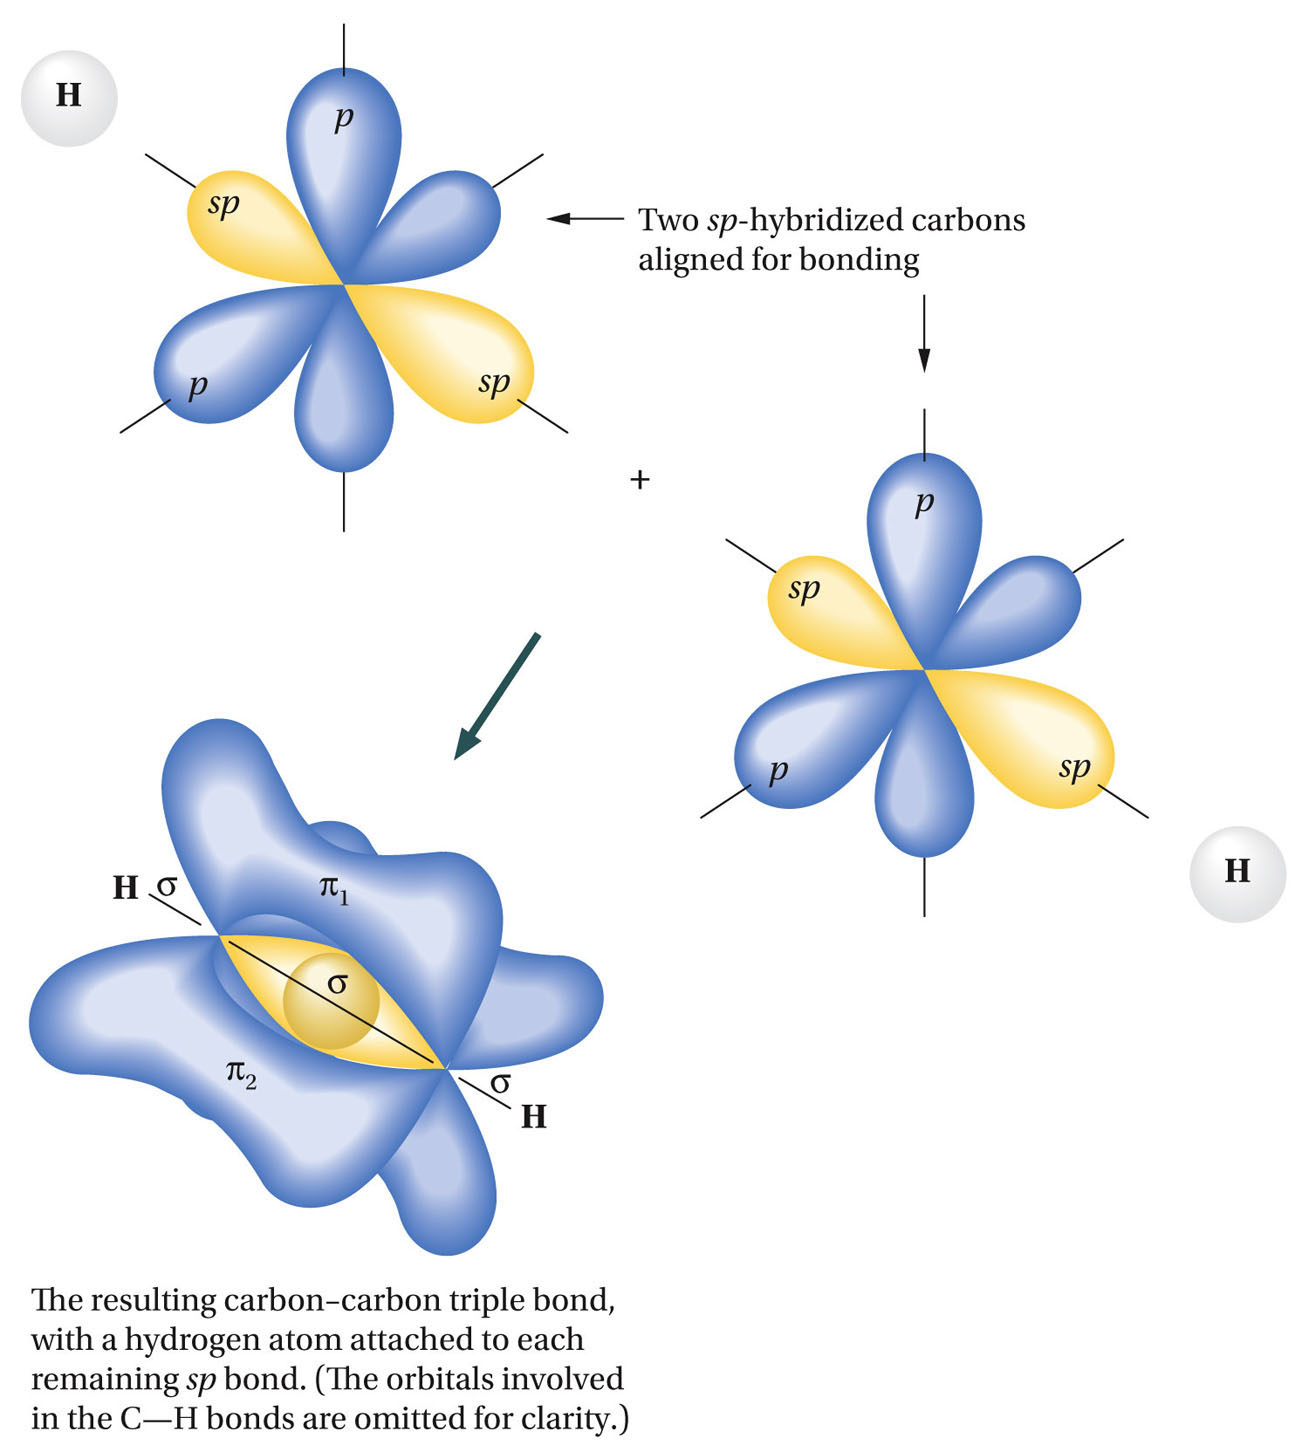 H
p
sp
Two sp-hybridized carbons
aligned for bonding
p
sp
+
p
sp
p
sp
H
H σ
π1
σ
π2
σ
H
The resulting carbon–carbon triple bond,
with a hydrogen atom attached to each
remaining sp bond. (The orbitals involved
in the C—H bonds are omitted for clarity.)